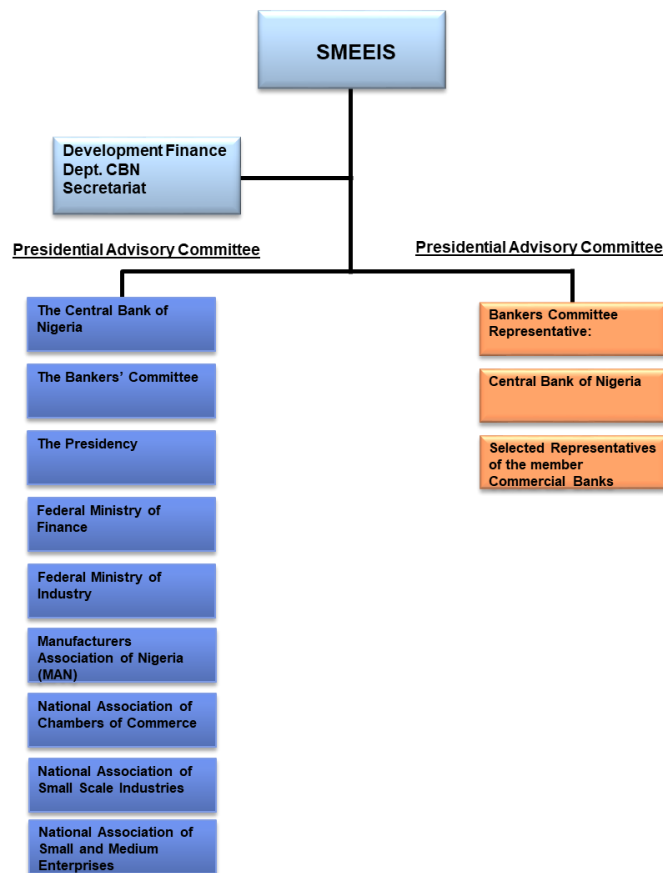 SMEEIS
Development Finance
Dept. CBN
Secretariat
Presidential Advisory Committee
The Central Bank of
Nigeria
The Bankers' Committee
The Presidency
Federal Ministry of
Finance
Federal Ministry of
Industry
Manufacturers
Association of Nigeria
(MAN)
National Association of
Chambers of Commerce
National Association of
Small Scale Industries
National Association of
Small and Medium
Enterprises
Presidential Advisory Committee
Bankers Committee
Representative:
Central Bank of Nigeria
Selected Representatives
of the member
Commercial Banks